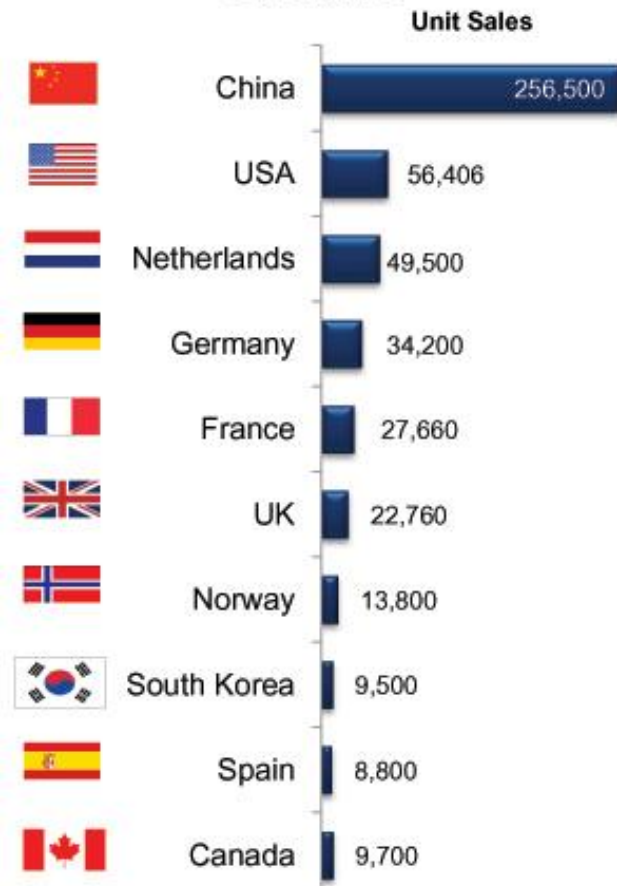 Unit Sales
China 256,500
USA 56,406
Netherlands 49,500
Germany 34,200
France 27,660
UK 22,760
Norway 13,800
South Korea 9,500
Spain 8,800
Canada 9,700